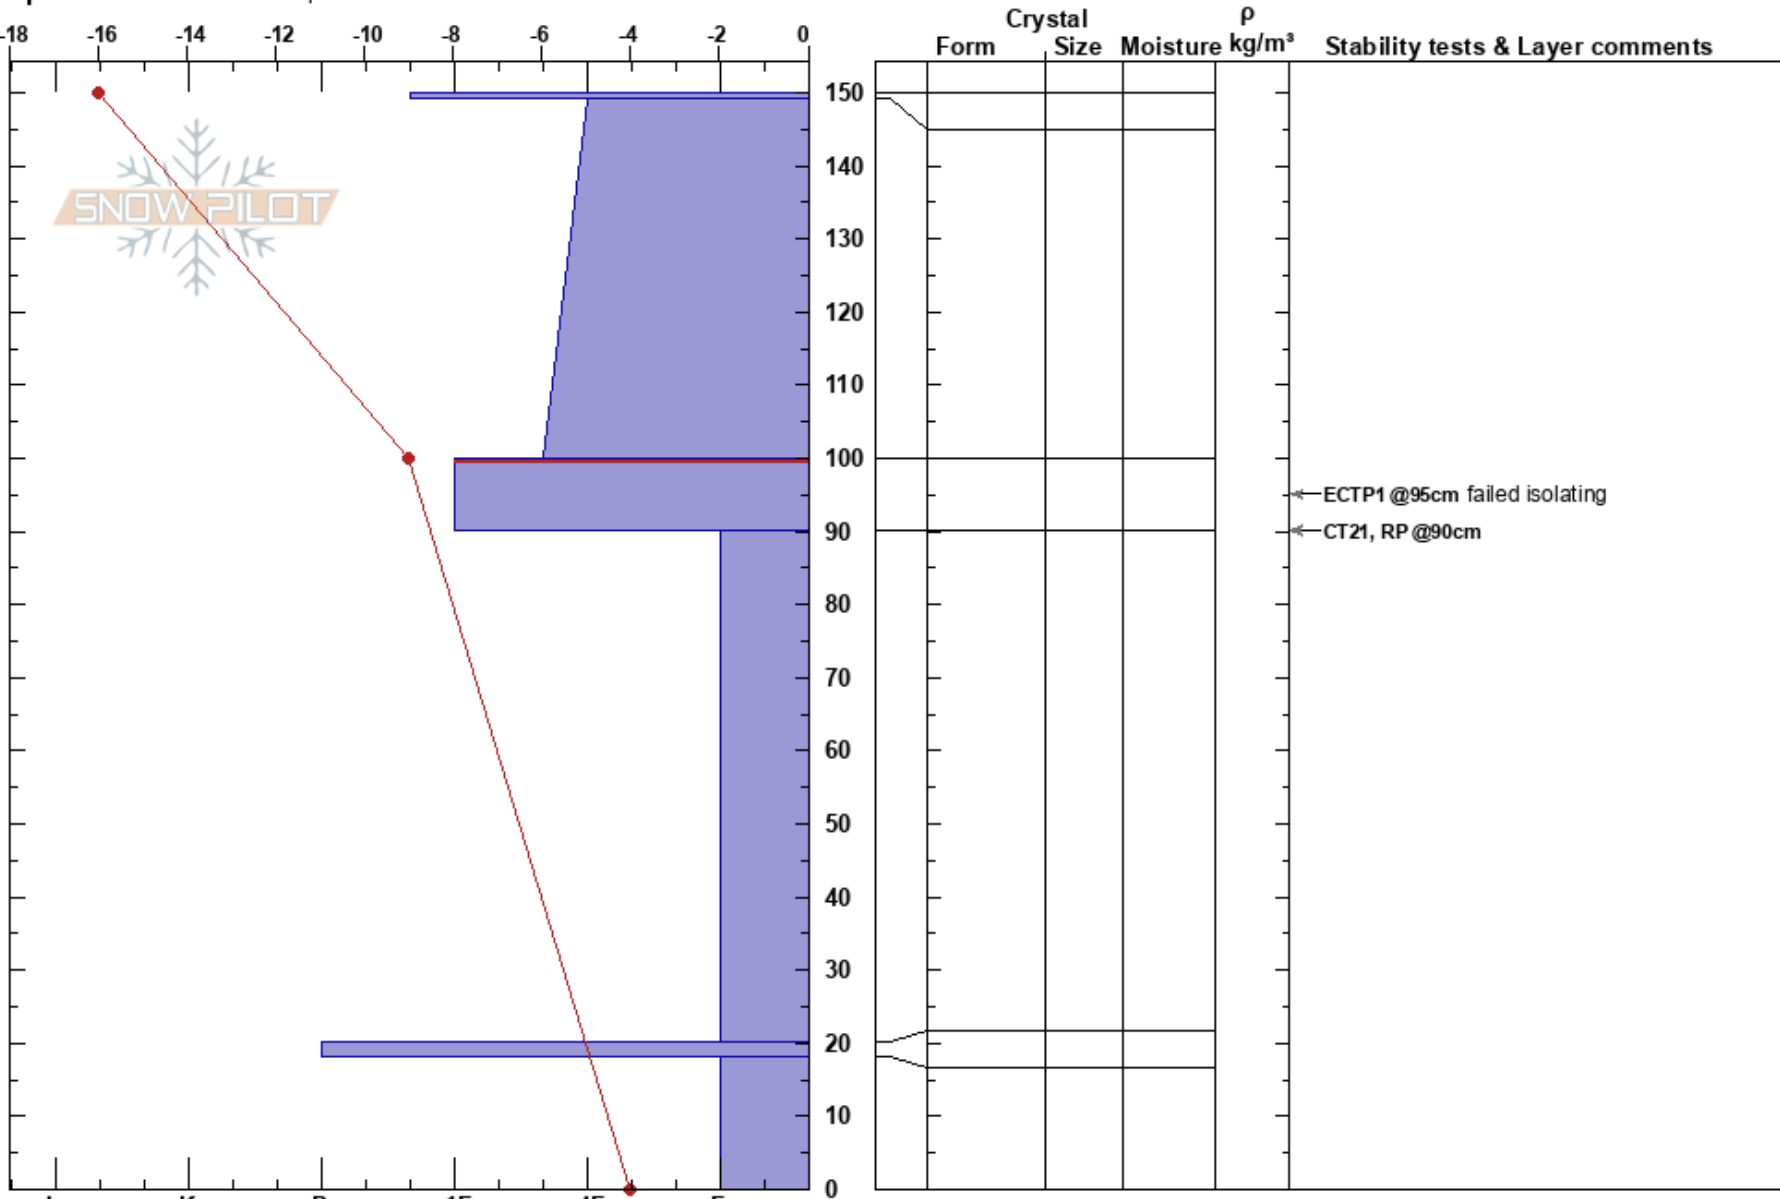 Crystal ρ
-18 -16 -14 -12 -10 -8 -6 -4 -2 0
Form Size Moisture kg/m³ Stability tests & Layer comments
150
140
SNOW PILOT
130
120
110
100
ECTP1 @95cm failed isolating
90
CT21, RP @90cm
80
70
60
50
40
30
20
10
0